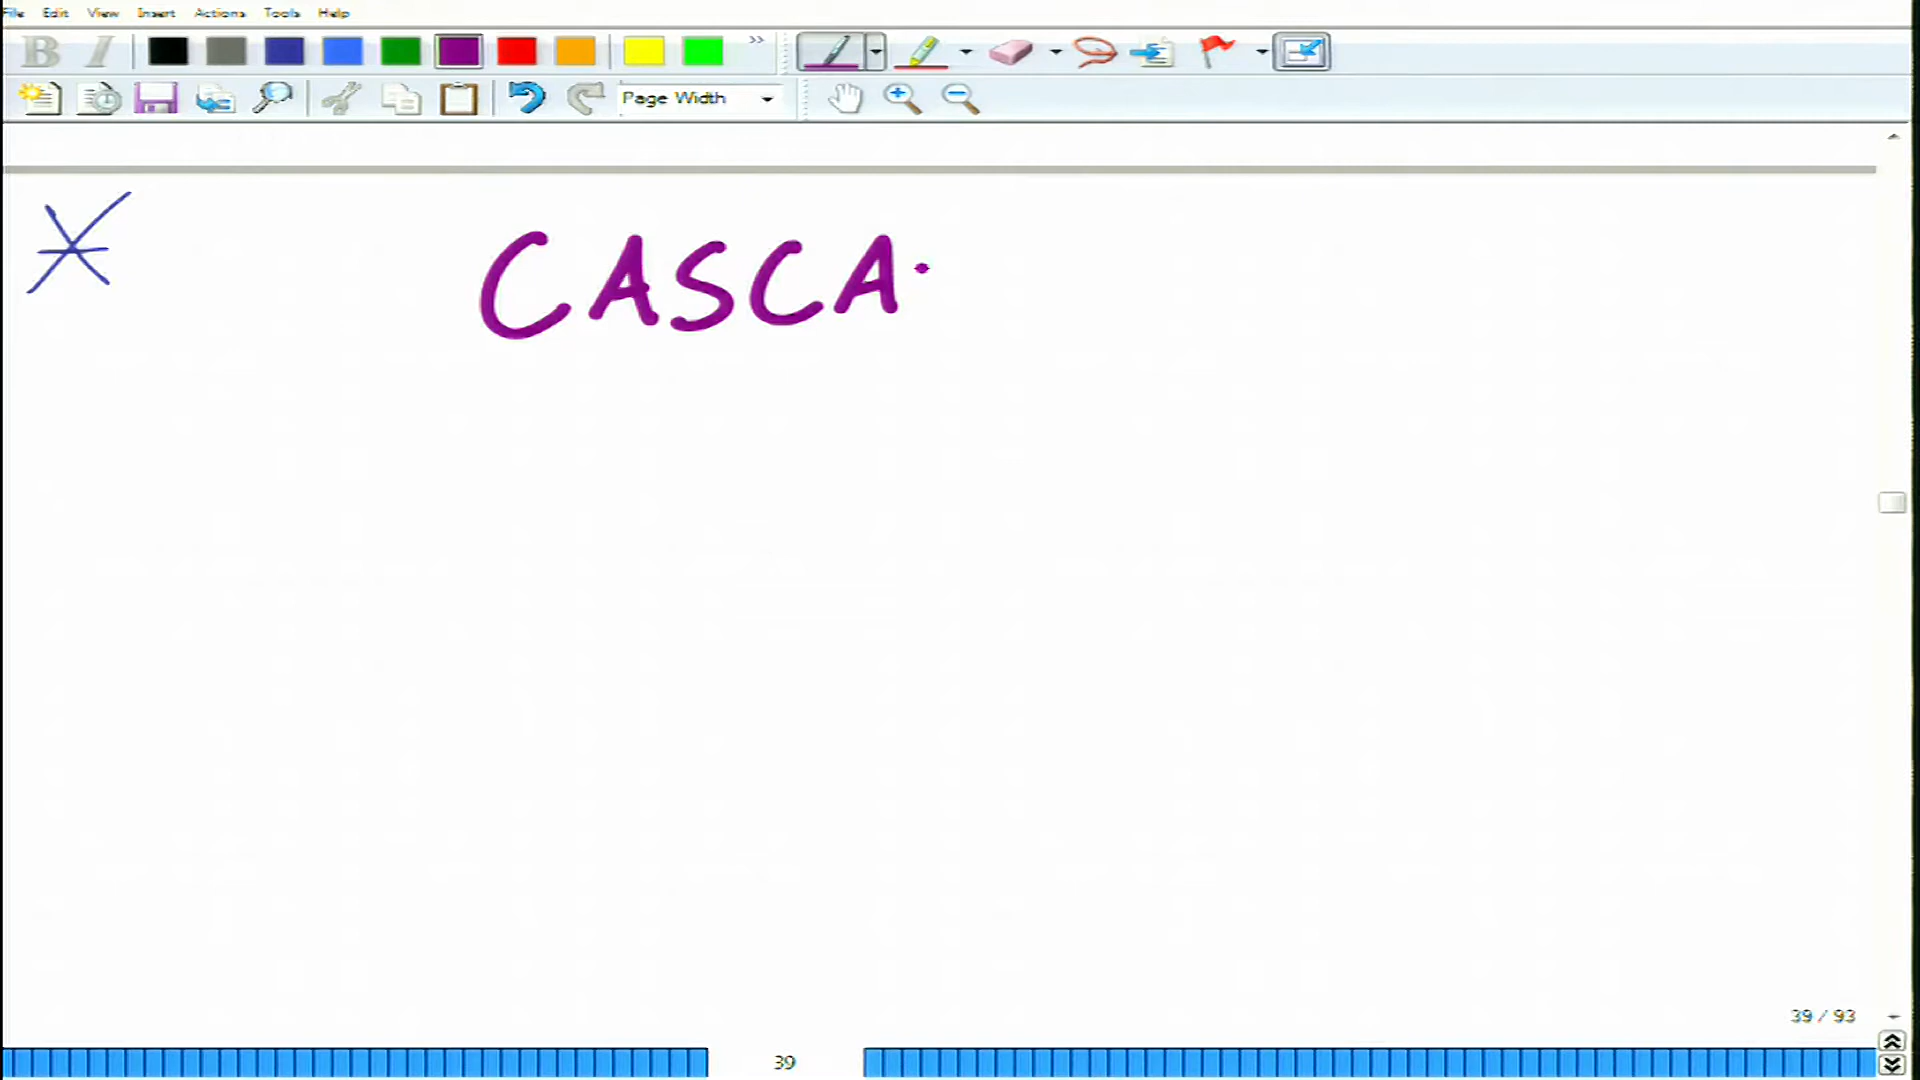 File Edit View Insert Actions Tools Help
B I
Page Width
CASCA
39 / 93
39